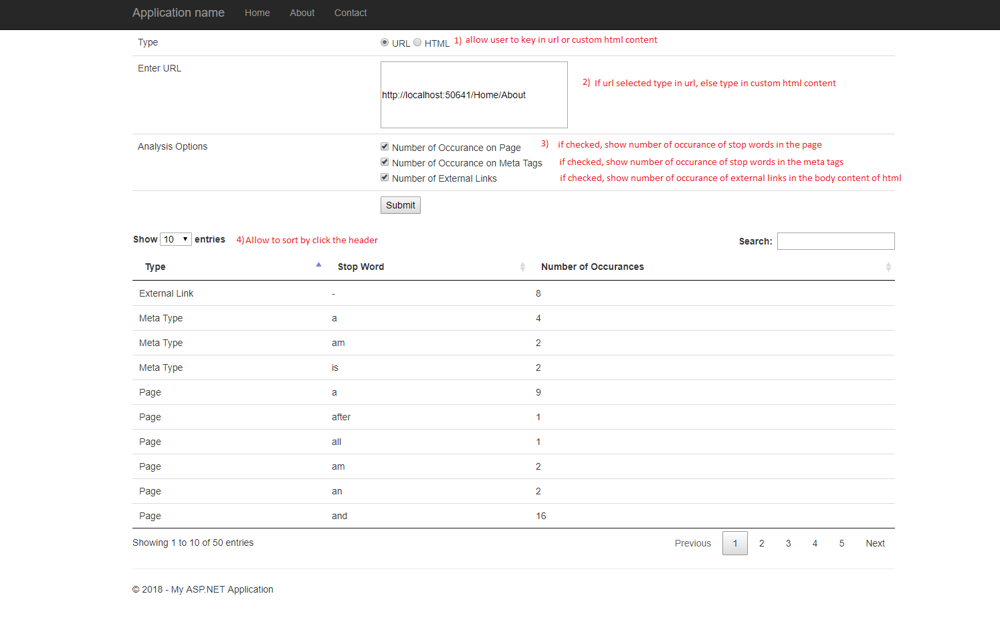 Application name Home About Contact
Type URL HTML 1) allow user to key in url or custom html content
Enter URL
http://localhost:50641/Home/About
2) If url selected type in url, else type in custom html content
Analysis Options
Number of Occurance on Page 3) if checked, show number of occurance of stop words in the page
Number of Occurance on Meta Tags if checked, show number of occurance of stop words in the meta tags
Number of External Links if checked, show number of occurance of external links in the body content of html
Submit
Show 10 entries 4)Allow to sort by click the header Search:
Type Stop Word Number of Occurances
External Link - 8
Meta Type a 4
Meta Type am 2
Meta Type is 2
Page a 9
Page after 1
Page all 1
Page am 2
Page an 2
Page and 16
Showing 1 to 10 of 50 entries Previous 1 2 3 4 5 Next
© 2018 - My ASP.NET Application